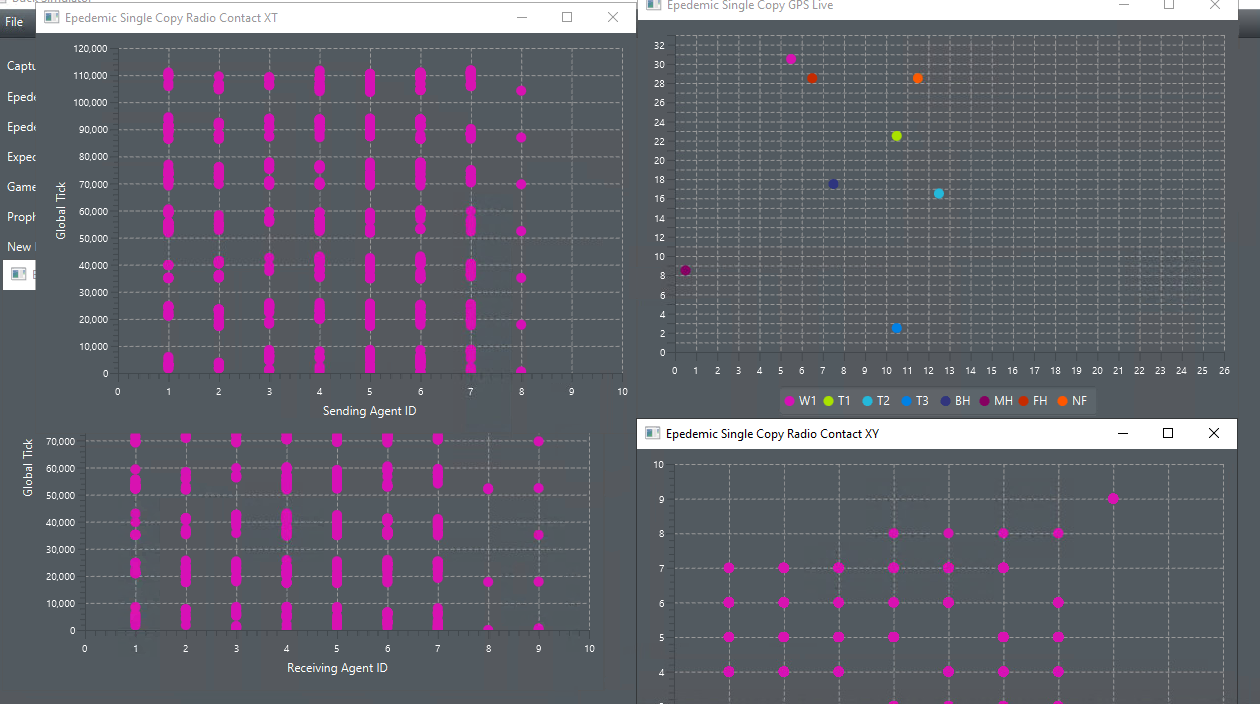 File
Epedemic Single Copy Radio Contact XT
Captu
Eped
Eped
Expec
Game
Proph
New
Global Tick
120,000
110,000
100,000
90,000
80,000
70,000
60,000
50,000
40,000
30,000
20,000
10,000
0
0 1 2 3 4 5 6 7 8 9 10
Sending Agent ID
Global Tick
70,000
60,000
50,000
40,000
30,000
20,000
10,000
0
0 1 2 3 4 5 6 7 8 9 10
Receiving Agent ID
Epedemic Single Copy GPS Live
32
30
28
26
24
22
20
18
16
14
12
10
8
6
4
2
0
0 1 2 3 4 5 6 7 8 9 10 11 12 13 14 15 16 17 18 19 20 21 22 23 24 25 26
W1 T1 T2 T3 BH MH FH NF
Epedemic Single Copy Radio Contact XY
10
9
8
7
6
5
4